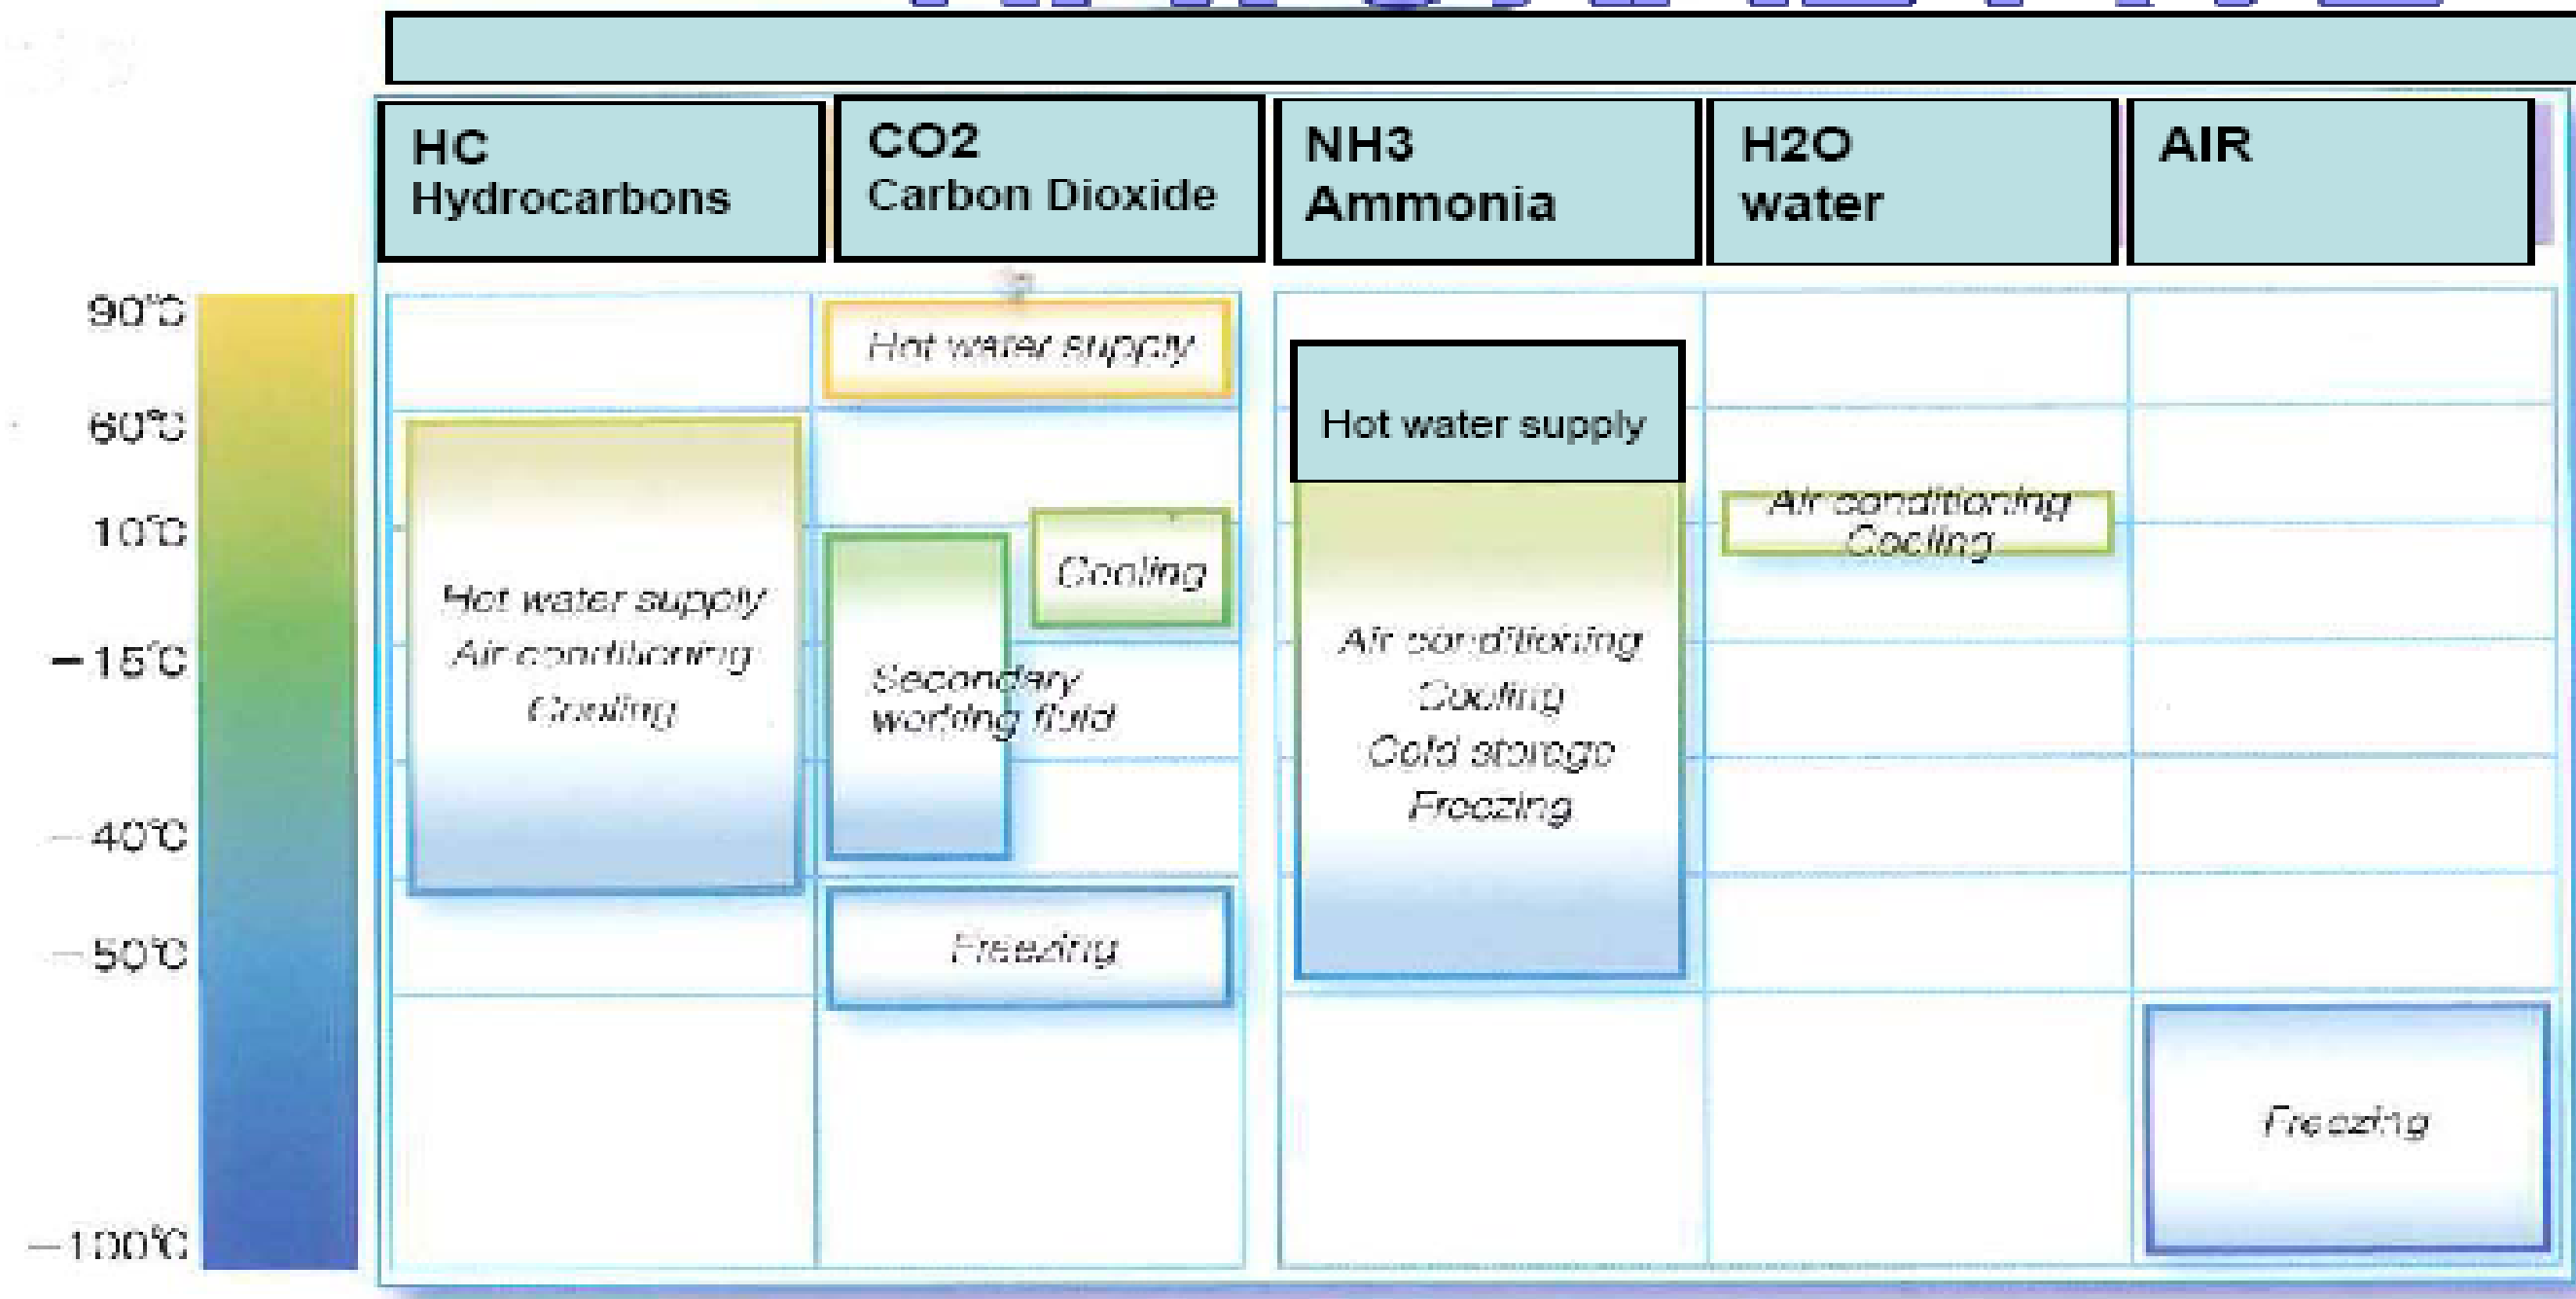 HC
Hydrocarbons
CO2
Carbon Dioxide
NH3
Ammonia
H2O
water
AIR
90℃
60℃
10℃
−15℃
−40℃
−50℃
−100℃
Hot water supply
Air conditioning
Cooling
Hot water supply
Cooling
Secondary
working fluid
Freezing
Hot water supply
Air conditioning
Cooling
Cold storage
Freezing
Air conditioning
Cooling
Freezing